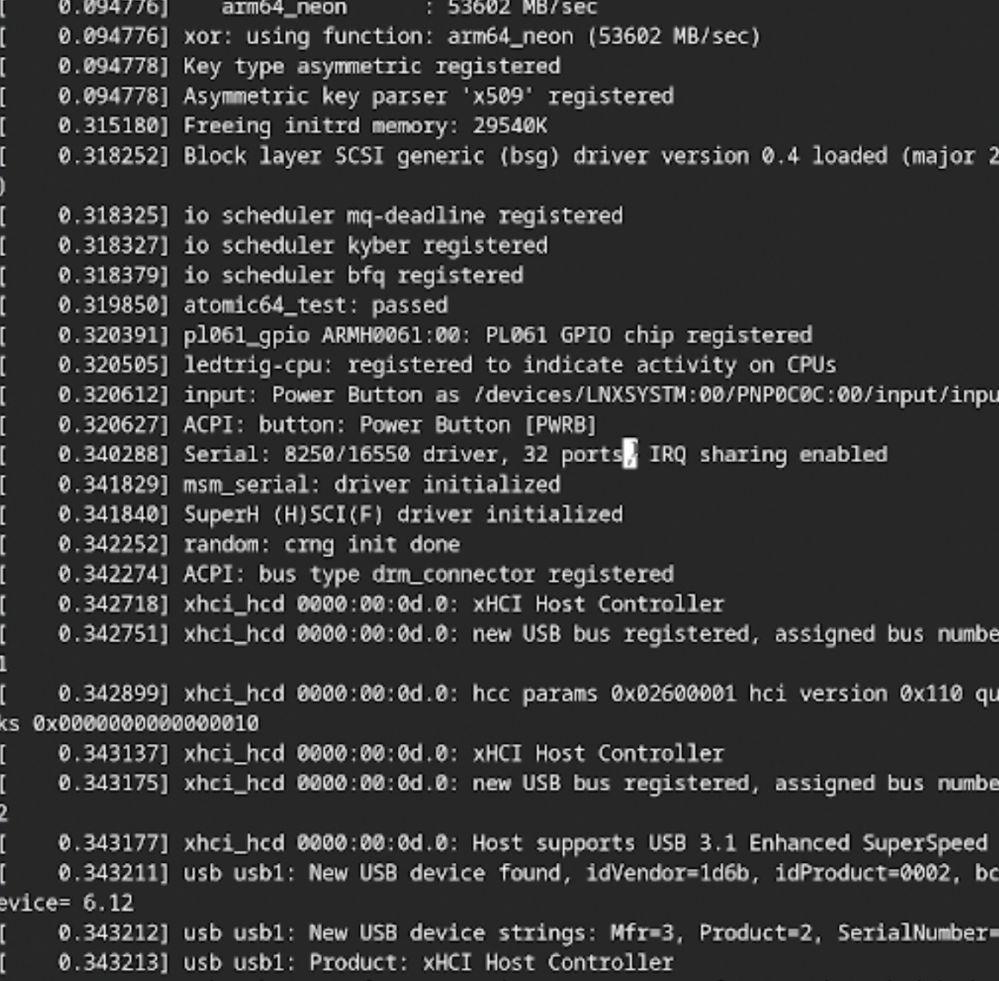 [    0.094776]    arm64_neon      : 53602 MB/sec
[    0.094776] xor: using function: arm64_neon (53602 MB/sec)
[    0.094778] Key type asymmetric registered
[    0.094778] Asymmetric key parser 'x509' registered
[    0.315180] Freeing initrd memory: 29540K
[    0.318252] Block layer SCSI generic (bsg) driver version 0.4 loaded (major 2
)
[    0.318325] io scheduler mq-deadline registered
[    0.318327] io scheduler kyber registered
[    0.318379] io scheduler bfq registered
[    0.319850] atomic64_test: passed
[    0.320391] pl061_gpio ARMH0061:00: PL061 GPIO chip registered
[    0.320505] ledtrig-cpu: registered to indicate activity on CPUs
[    0.320612] input: Power Button as /devices/LNXSYSTM:00/PNP0C0C:00/input/inpu
[    0.320627] ACPI: button: Power Button [PWRB]
[    0.340288] Serial: 8250/16550 driver, 32 ports, IRQ sharing enabled
[    0.341829] msm_serial: driver initialized
[    0.341840] SuperH (H)SCI(F) driver initialized
[    0.342252] random: crng init done
[    0.342274] ACPI: bus type drm_connector registered
[    0.342718] xhci_hcd 0000:00:0d.0: xHCI Host Controller
[    0.342751] xhci_hcd 0000:00:0d.0: new USB bus registered, assigned bus numbe
1
[    0.342899] xhci_hcd 0000:00:0d.0: hcc params 0x02600001 hci version 0x110 qu
ks 0x0000000000000010
[    0.343137] xhci_hcd 0000:00:0d.0: xHCI Host Controller
[    0.343175] xhci_hcd 0000:00:0d.0: new USB bus registered, assigned bus numbe
2
[    0.343177] xhci_hcd 0000:00:0d.0: Host supports USB 3.1 Enhanced SuperSpeed
[    0.343211] usb usb1: New USB device found, idVendor=1d6b, idProduct=0002, bc
evice= 6.12
[    0.343212] usb usb1: New USB device strings: Mfr=3, Product=2, SerialNumber=
[    0.343213] usb usb1: Product: xHCI Host Controller